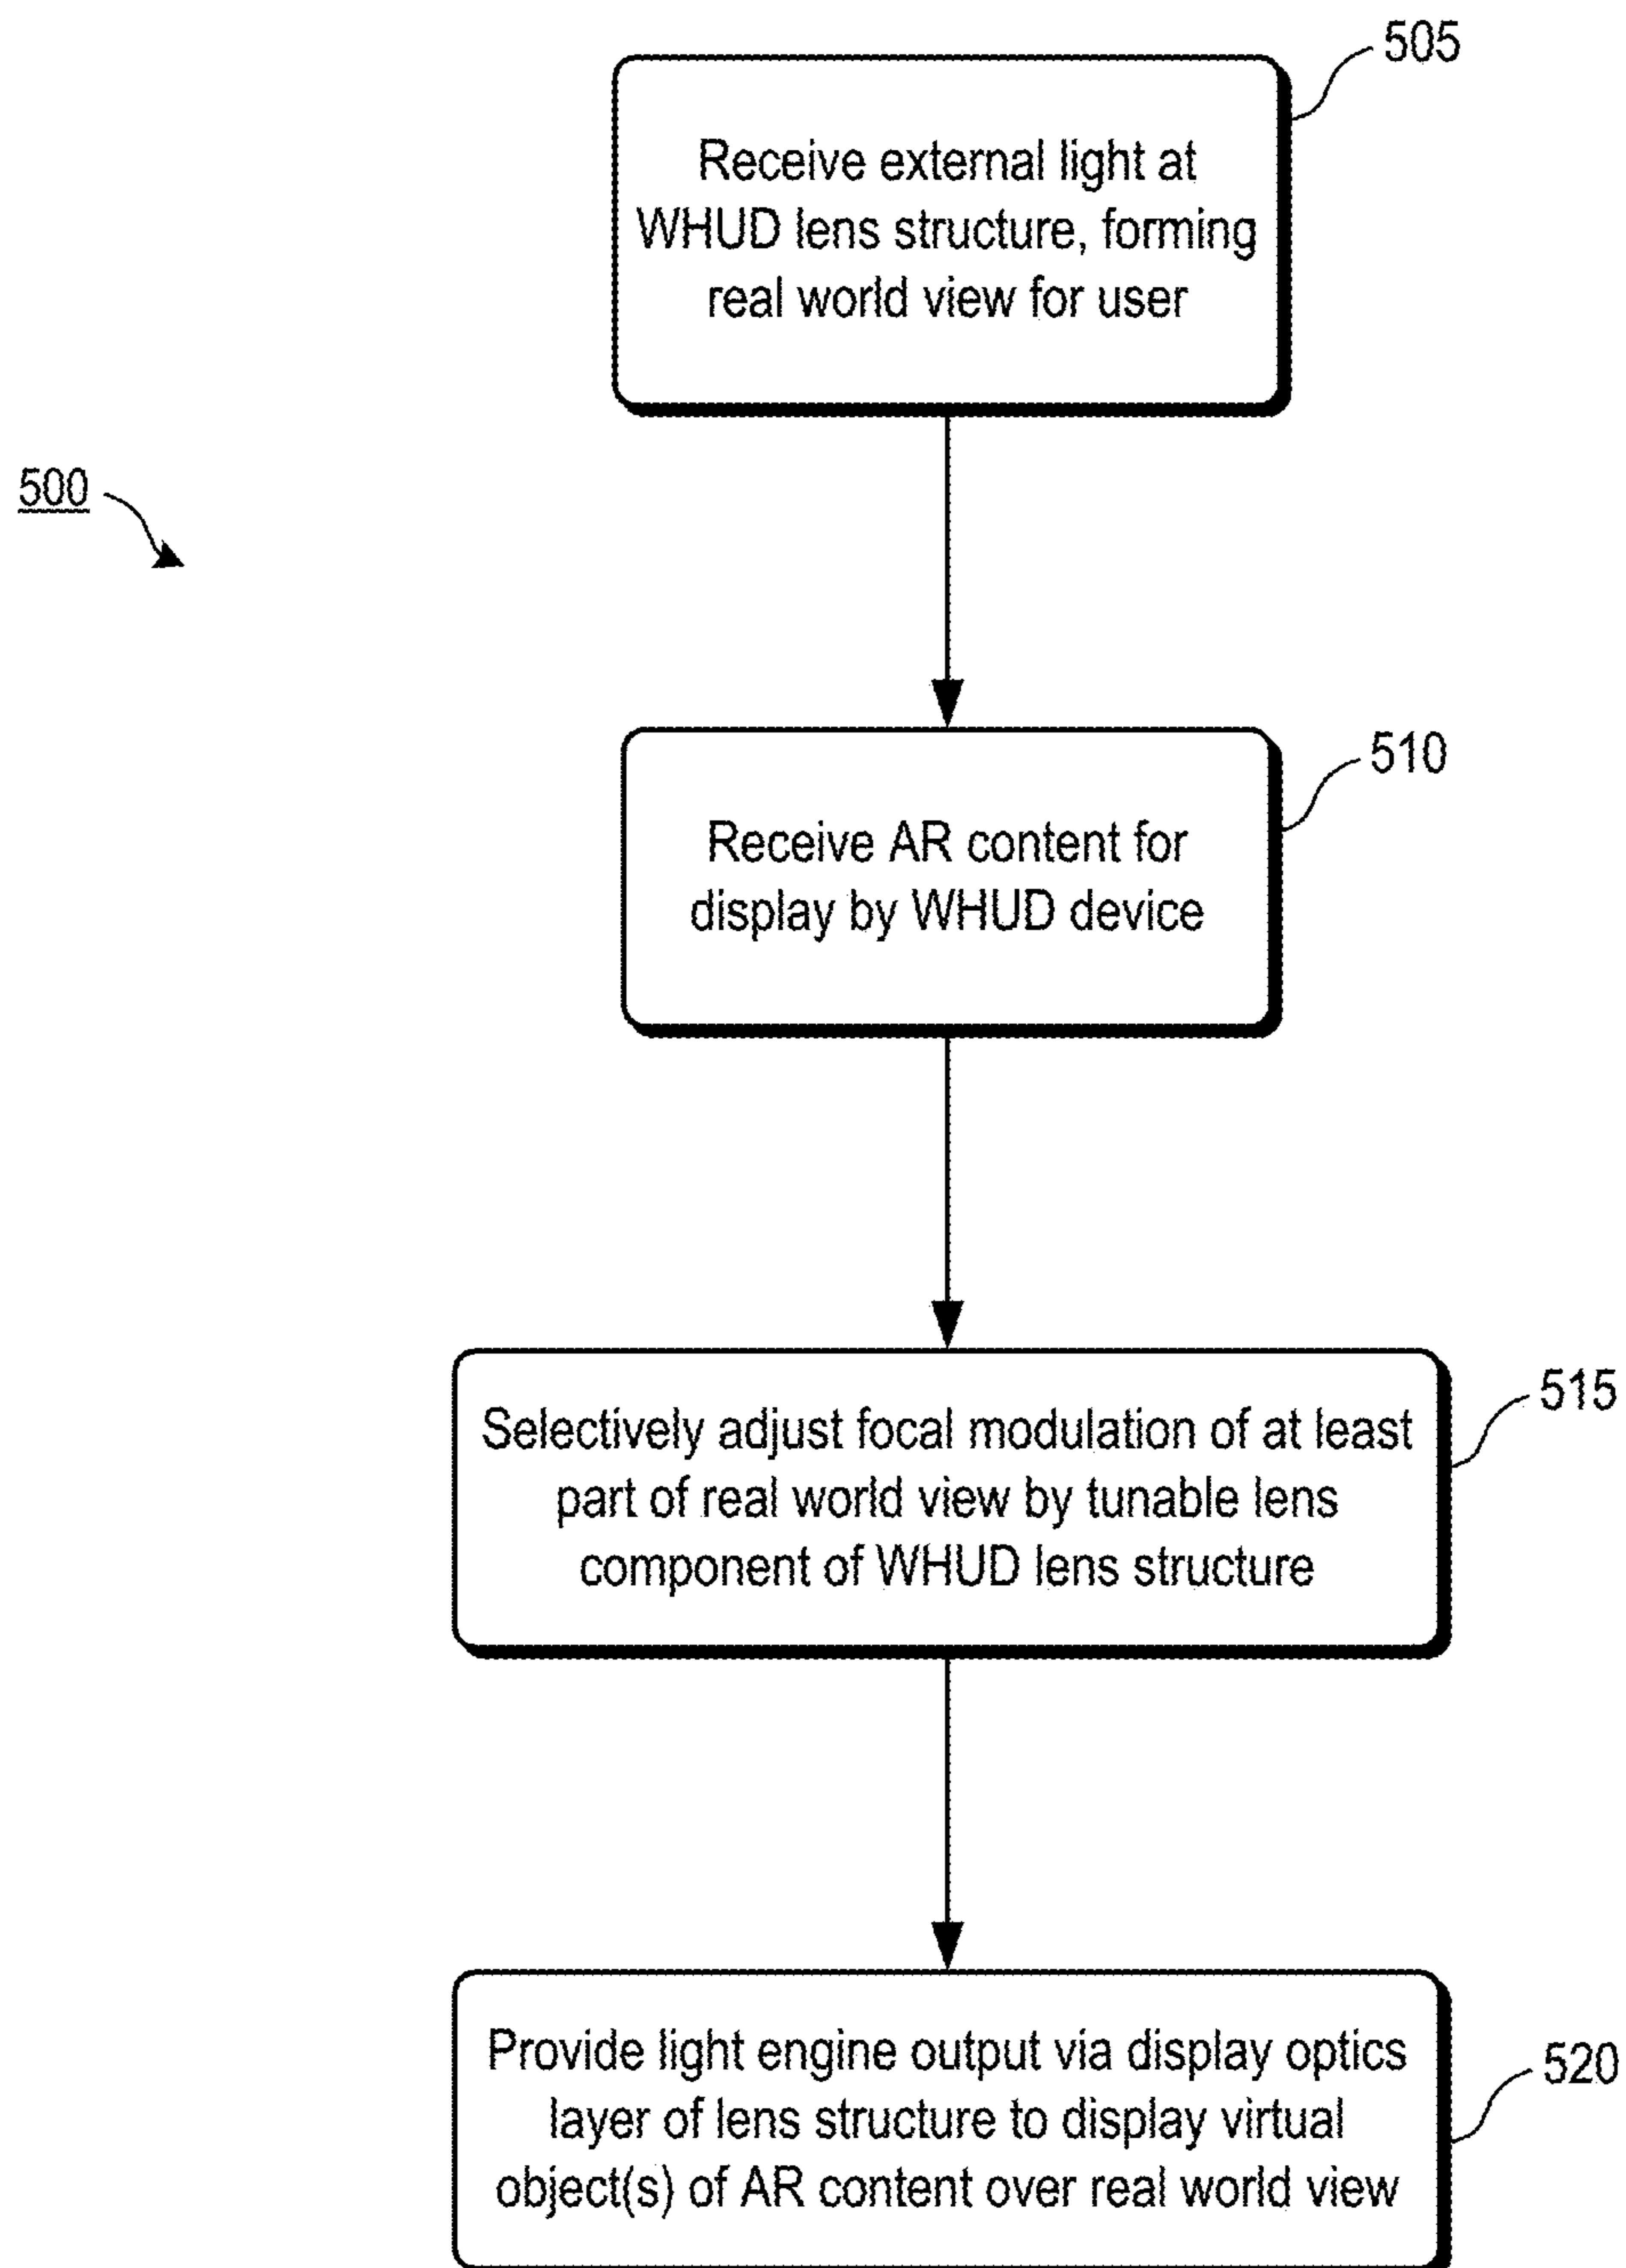 505
Receive external light at
WHUD lens structure, forming
real world view for user
500
510
Receive AR content for
display by WHUD device
515
Selectively adjust focal modulation of at least
part of real world view by tunable lens
component of WHUD lens structure
520
Provide light engine output via display optics
layer of lens structure to display virtual
object(s) of AR content over real world view